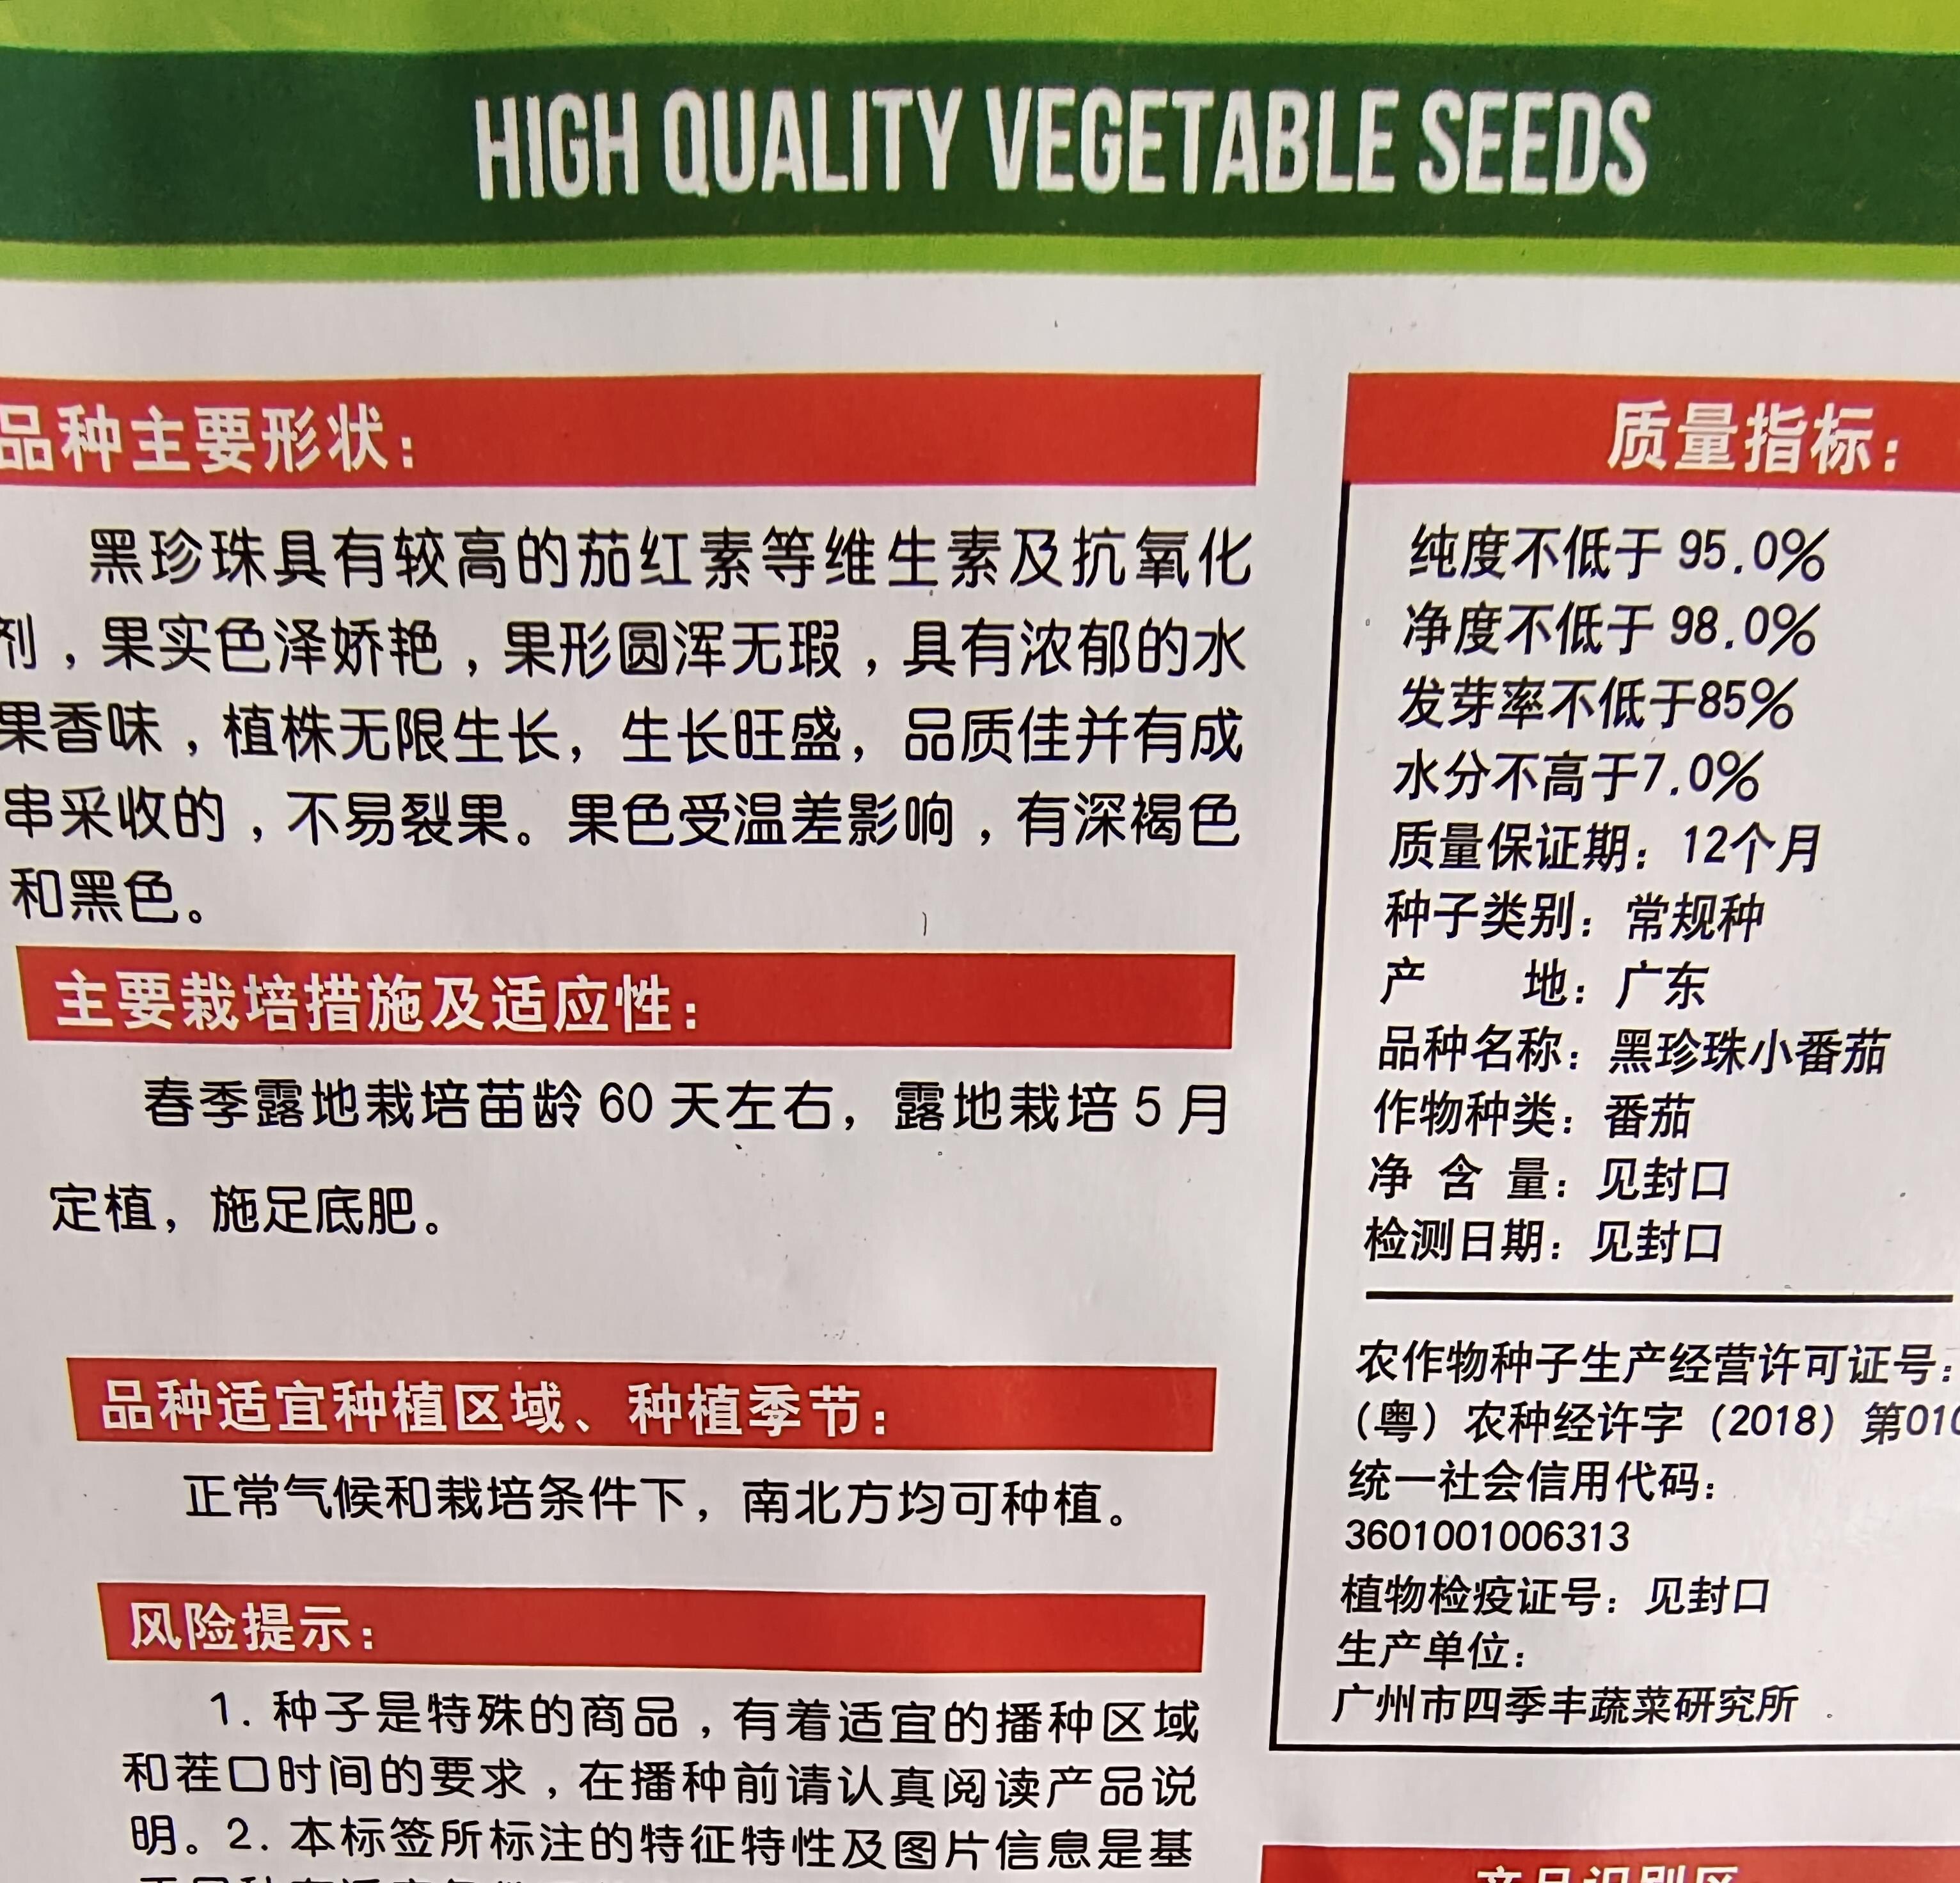 HIGH QUALITY VEGETABLE SEEDS
品种主要形状：
黑珍珠具有较高的茄红素等维生素及抗氧化
剂，果实色泽娇艳，果形圆浑无瑕，具有浓郁的水
果香味，植株无限生长，生长旺盛，品质佳并有成
串采收的，不易裂果。果色受温差影响，有深褐色
和黑色。
主要栽培措施及适应性：
春季露地栽培苗龄 60 天左右，露地栽培 5 月
定植，施足底肥。
品种适宜种植区域、种植季节：
正常气候和栽培条件下，南北方均可种植。
风险提示：
1. 种子是特殊的商品，有着适宜的播种区域
和茬口时间的要求，在播种前请认真阅读产品说
明。2. 本标签所标注的特征特性及图片信息是基
质量指标：
纯度不低于 95.0%
净度不低于 98.0%
发芽率不低于85%
水分不高于7.0%
质量保证期：12个月
种子类别：常规种
产 地：广东
品种名称：黑珍珠小番茄
作物种类：番茄
净 含 量：见封口
检测日期：见封口
农作物种子生产经营许可证号：
（粤）农种经许字（2018）第010
统一社会信用代码：
3601001006313
植物检疫证号：见封口
生产单位：
广州市四季丰蔬菜研究所
产品识别区